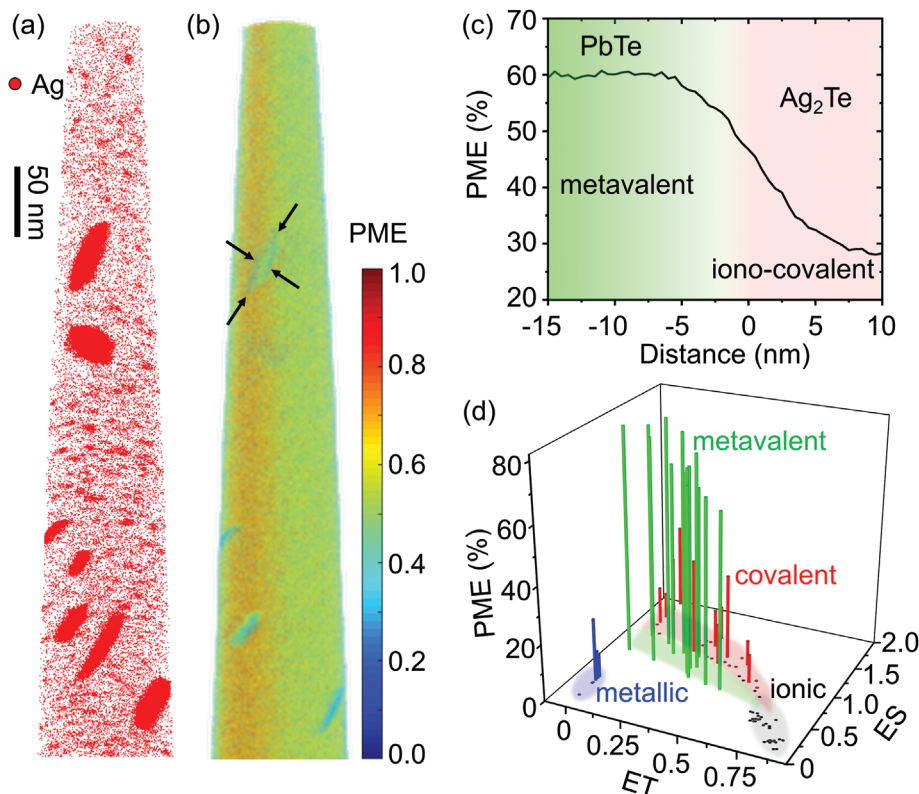 (a)
Ag
50 nm
(b)
PME
1.0
0.8
0.6
0.4
0.2
0.0
(c)
70
60
50
40
30
20
PME (%)
PbTe
Ag₂Te
metavalent
iono-covalent
-15
-10
-5
0
5
10
Distance (nm)
(d)
80
60
40
20
0
PME (%)
metavalent
covalent
metallic
ionic
0
0.25
0.50
0.75
ET
0
0.5
1.0
1.5
2.0
ES